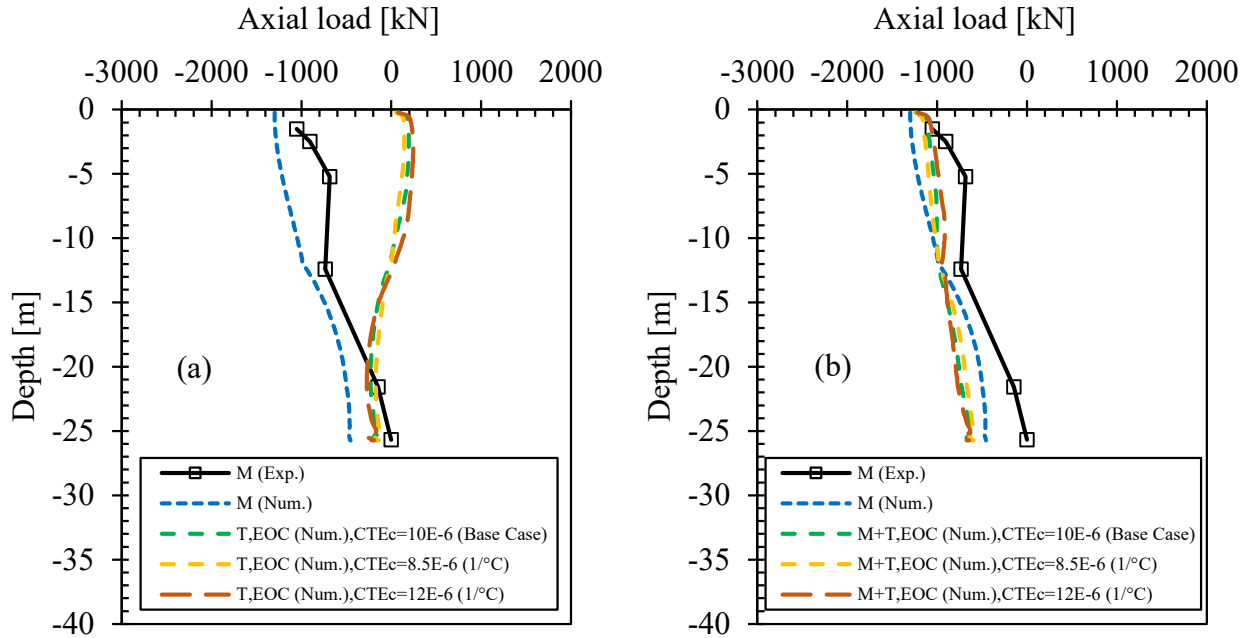 Axial load [kN]
-3000 -2000 -1000 0 1000 2000
0
-5
-10
-15
-20
-25
-30
-35
-40
Depth [m]
(a)
M (Exp.)
M (Num.)
T,EOC (Num.),CTEc=10E-6 (Base Case)
T,EOC (Num.),CTEc=8.5E-6 (1/°C)
T,EOC (Num.),CTEc=12E-6 (1/°C)
Axial load [kN]
-3000 -2000 -1000 0 1000 2000
0
-5
-10
-15
-20
-25
-30
-35
-40
Depth [m]
(b)
M (Exp.)
M (Num.)
M+T,EOC (Num.),CTEc=10E-6 (Base Case)
M+T,EOC (Num.),CTEc=8.5E-6 (1/°C)
M+T,EOC (Num.),CTEc=12E-6 (1/°C)